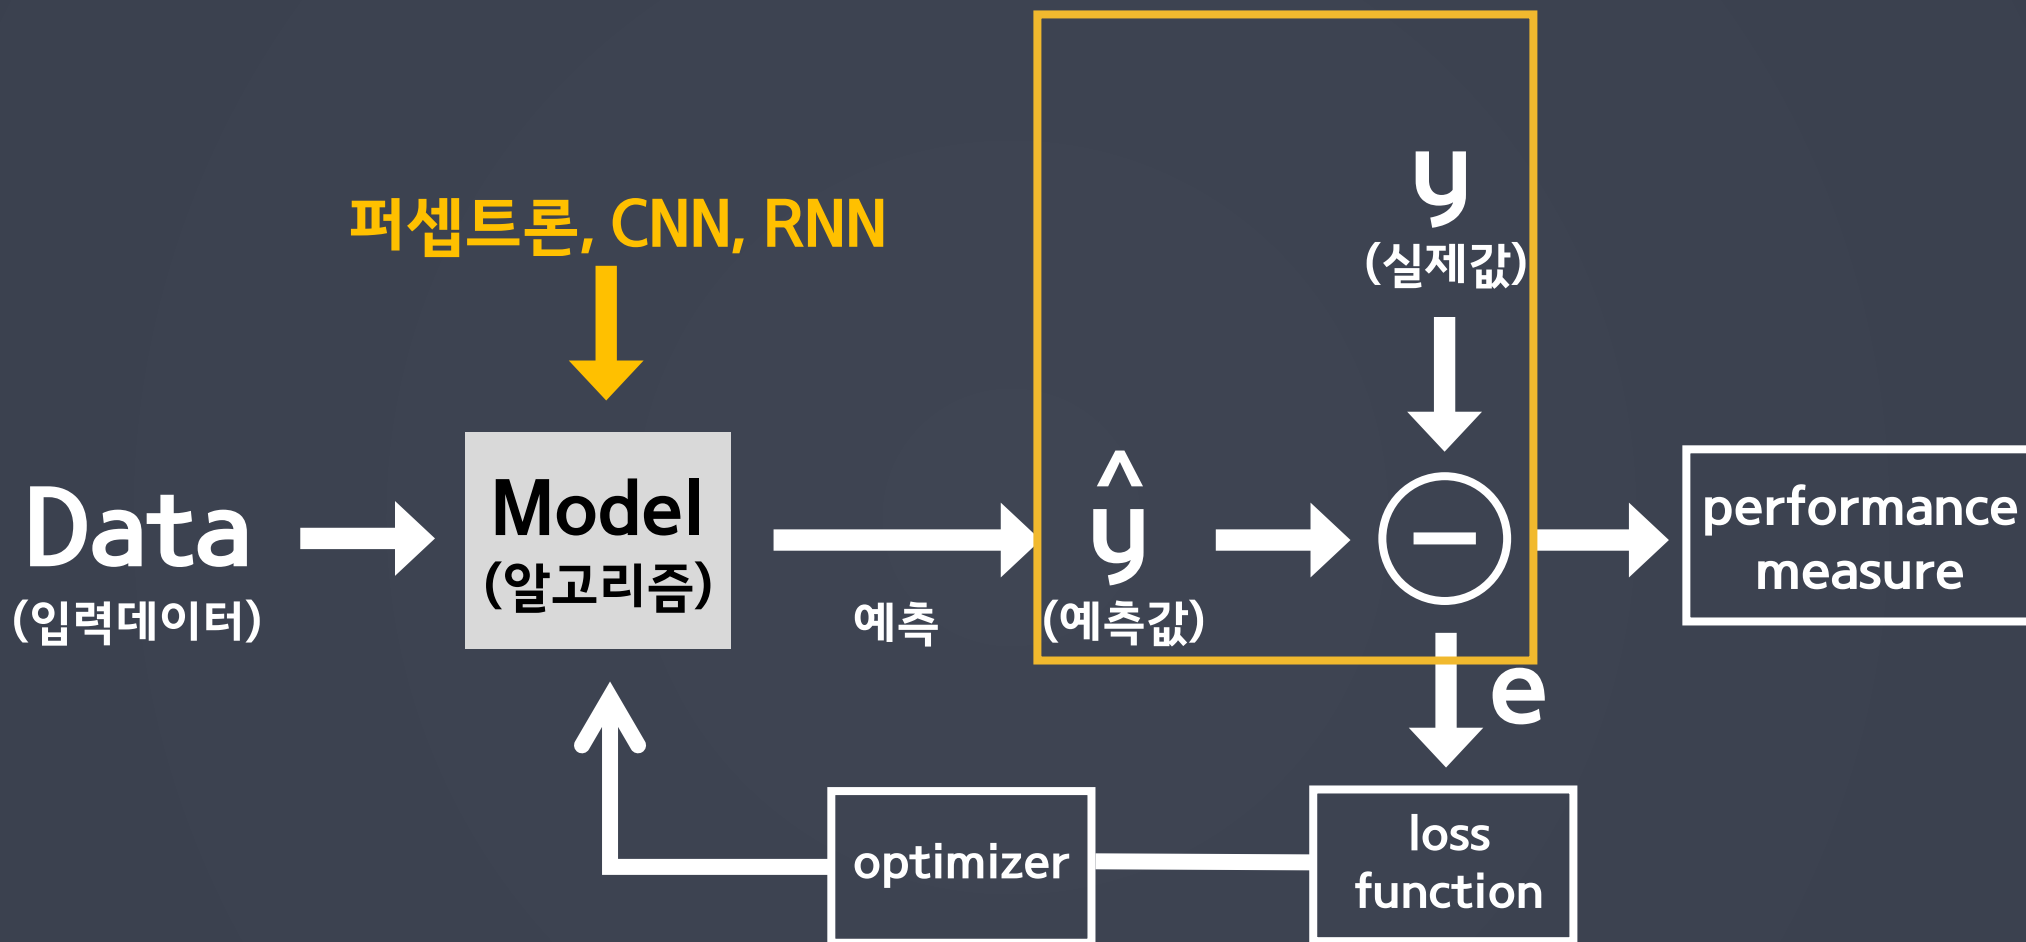 퍼셉트론, CNN, RNN
y
(실제값)
Data
(입력데이터)
Model
(알고리즘)
예측
ŷ
(예측값)
−
performance
measure
e
optimizer
loss
function